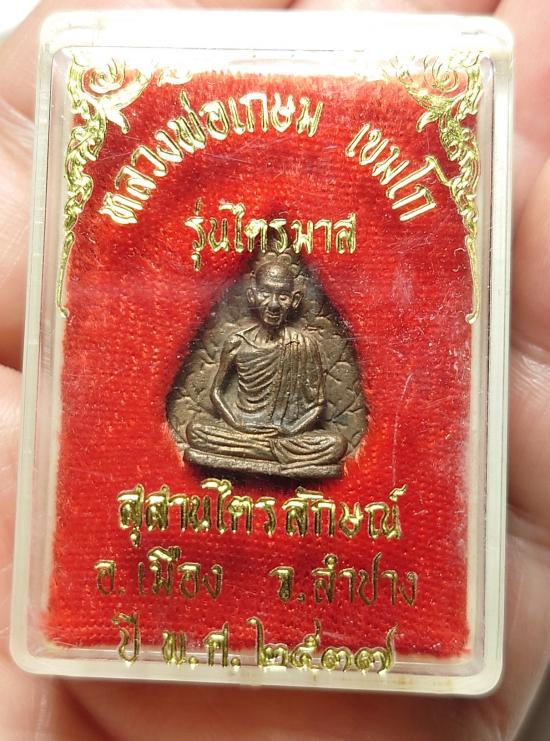 หลวงพ่อเกษม เขมโก
รุ่นไตรมาส
สุสานไตรลักษณ์
อ.เมือง จ.ลำปาง
ปี พ.ศ.๒๕๓๗